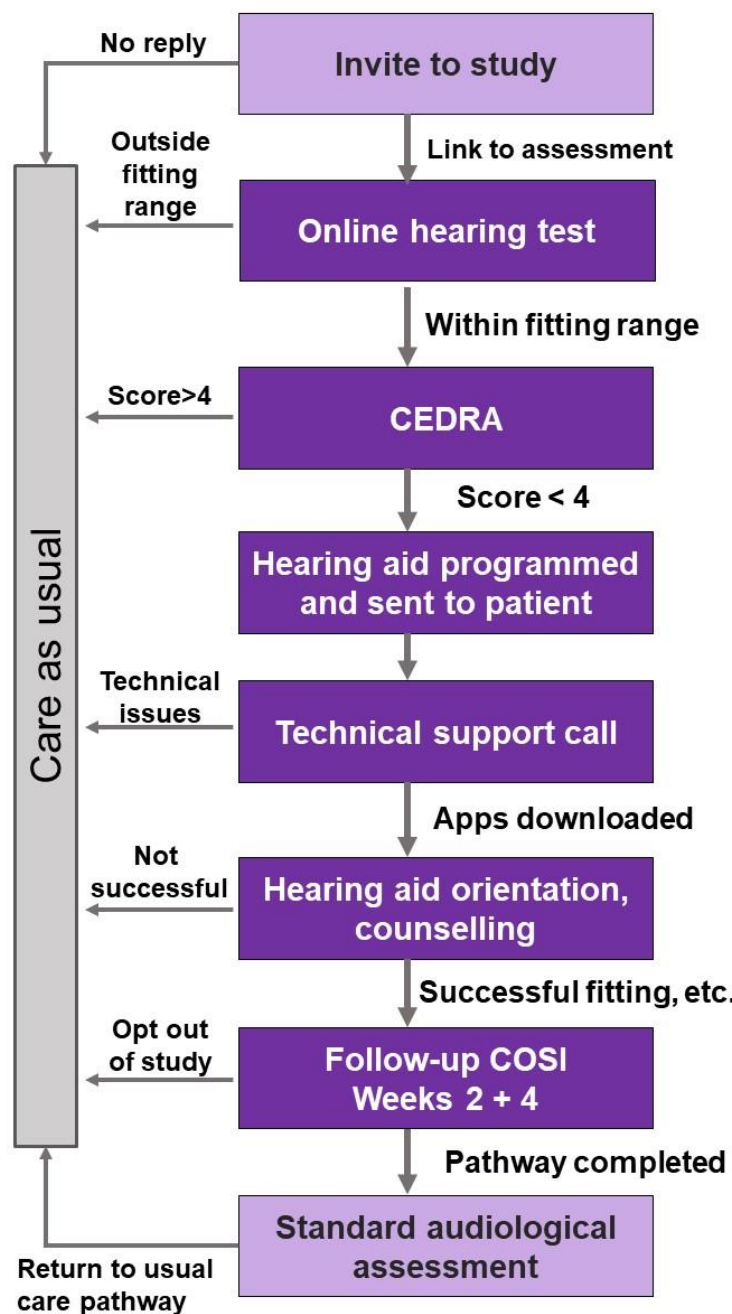 No reply
Invite to study
Outside
fitting
range
Link to assessment
Online hearing test
Within fitting range
Score>4
CEDRA
Score < 4
Care as usual
Hearing aid programmed
and sent to patient
Technical
issues
Technical support call
Apps downloaded
Not
successful
Hearing aid orientation,
counselling
Successful fitting, etc.
Opt out
of study
Follow-up COSI
Weeks 2 + 4
Pathway completed
Standard audiological
assessment
Return to usual
care pathway